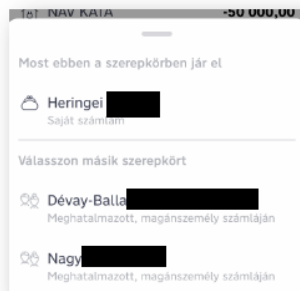 NAV KATA -50 000,00
Most ebben a szerepkörben jár el
Heringei
Saját számlám
Válasszon másik szerepkört
Dévay-Balla
Meghatalmazott, magánszemély számláján
Nagy
Meghatalmazott, magánszemély számláján